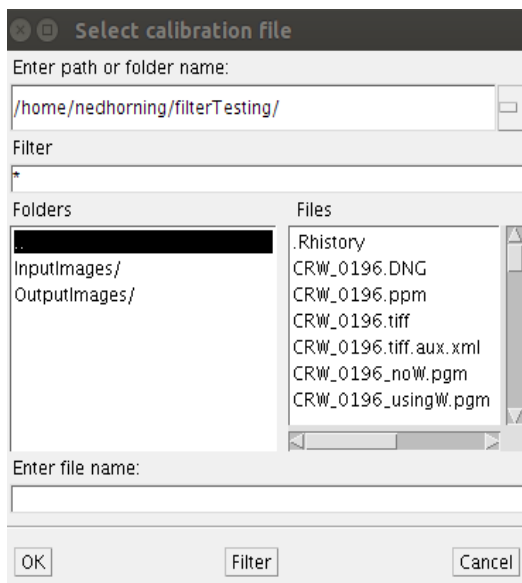 Select calibration file
Enter path or folder name:
/home/nedhorning/filterTesting/
Filter
*
Folders
..
InputImages/
OutputImages/
Files
.Rhistory
CRW_0196.DNG
CRW_0196.ppm
CRW_0196.tiff
CRW_0196.tiff.aux.xml
CRW_0196_noW.pgm
CRW_0196_usingW.pgm
Enter file name:
OK
Filter
Cancel